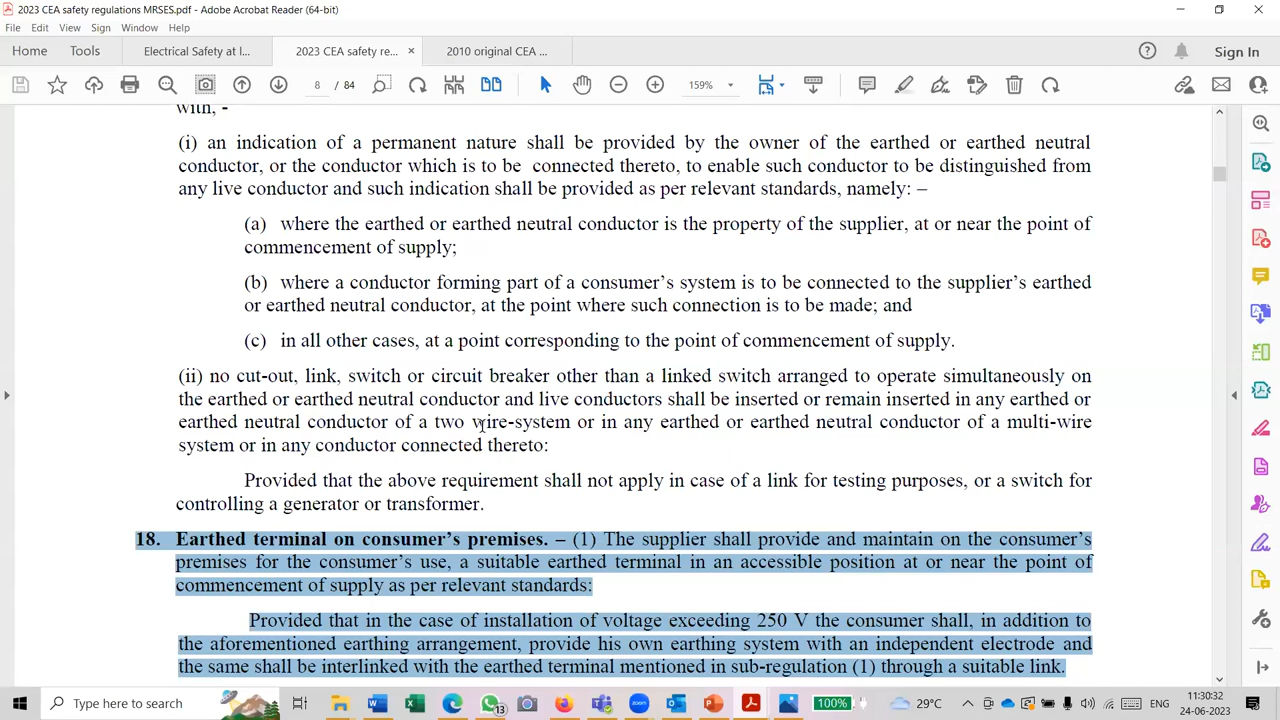 2023 CEA safety regulations MRSES.pdf - Adobe Acrobat Reader (64-bit)
File Edit View Sign Window Help
Home Tools Electrical Safety at I... 2023 CEA safety re... × 2010 original CEA ... Sign In
8 / 84 159%
with, -
(i) an indication of a permanent nature shall be provided by the owner of the earthed or earthed neutral
conductor, or the conductor which is to be connected thereto, to enable such conductor to be distinguished from
any live conductor and such indication shall be provided as per relevant standards, namely: –
(a) where the earthed or earthed neutral conductor is the property of the supplier, at or near the point of
commencement of supply;
(b) where a conductor forming part of a consumer's system is to be connected to the supplier's earthed
or earthed neutral conductor, at the point where such connection is to be made; and
(c) in all other cases, at a point corresponding to the point of commencement of supply.
(ii) no cut-out, link, switch or circuit breaker other than a linked switch arranged to operate simultaneously on
the earthed or earthed neutral conductor and live conductors shall be inserted or remain inserted in any earthed or
earthed neutral conductor of a two wire-system or in any earthed or earthed neutral conductor of a multi-wire
system or in any conductor connected thereto:
Provided that the above requirement shall not apply in case of a link for testing purposes, or a switch for
controlling a generator or transformer.
18. Earthed terminal on consumer's premises. – (1) The supplier shall provide and maintain on the consumer's
premises for the consumer's use, a suitable earthed terminal in an accessible position at or near the point of
commencement of supply as per relevant standards:
Provided that in the case of installation of voltage exceeding 250 V the consumer shall, in addition to
the aforementioned earthing arrangement, provide his own earthing system with an independent electrode and
the same shall be interlinked with the earthed terminal mentioned in sub-regulation (1) through a suitable link.
Type here to search 13 zoom 100% 29°C ENG 11:30:32
24-06-2023